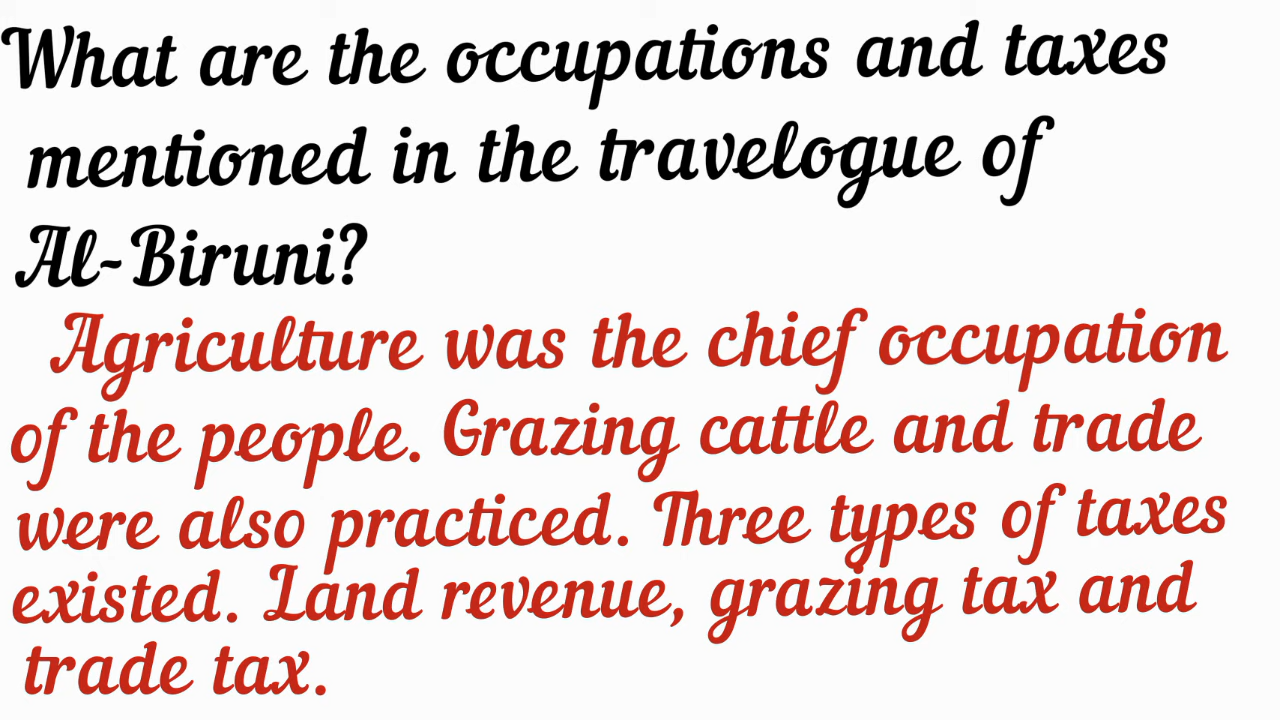 What are the occupations and taxes
mentioned in the travelogue of
Al-Biruni?
Agriculture was the chief occupation
of the people. Grazing cattle and trade
were also practiced. Three types of taxes
existed. Land revenue, grazing tax and
trade tax.